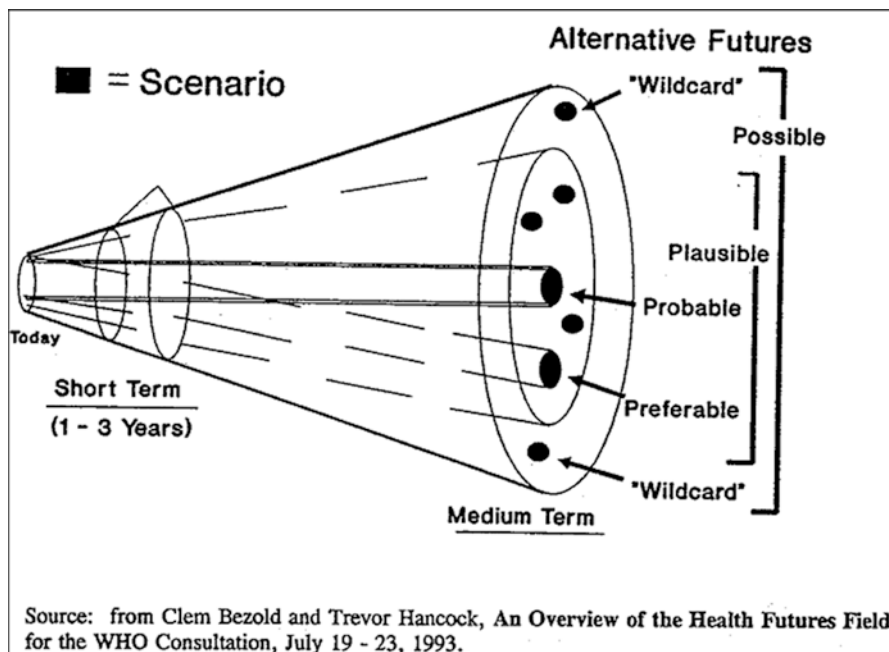 Alternative Futures
= Scenario
"Wildcard"
Possible
Plausible
Probable
Today
Short Term
(1 - 3 Years)
Preferable
"Wildcard"
Medium Term
Source: from Clem Bezold and Trevor Hancock, An Overview of the Health Futures Field
for the WHO Consultation, July 19 - 23, 1993.